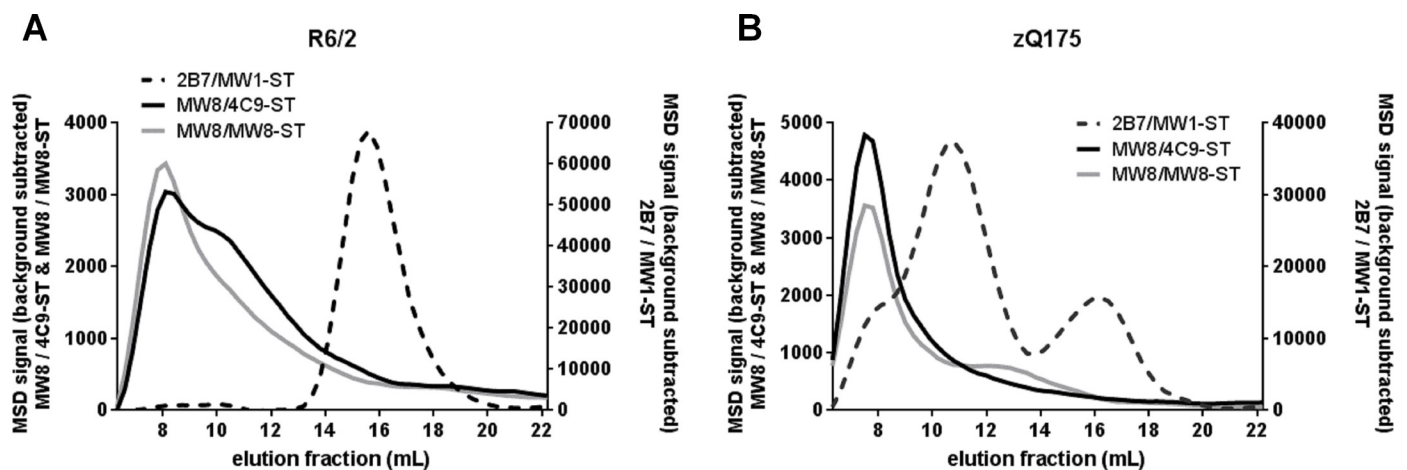 A
R6/2
2B7/MW1-ST
MW8/4C9-ST
MW8/MW8-ST
MSD signal (background subtracted)
MW8 / 4C9-ST & MW8 / MW8-ST
4000
3000
2000
1000
0
70000
60000
50000
40000
30000
20000
10000
0
MSD signal (background subtracted)
2B7 / MW1-ST
8 10 12 14 16 18 20 22
elution fraction (mL)
B
zQ175
2B7/MW1-ST
MW8/4C9-ST
MW8/MW8-ST
MSD signal (background subtracted)
MW8 / 4C9-ST & MW8 / MW8-ST
5000
4000
3000
2000
1000
0
40000
30000
20000
10000
0
MSD signal (background subtracted)
2B7 / MW1-ST
8 10 12 14 16 18 20 22
elution fraction (mL)